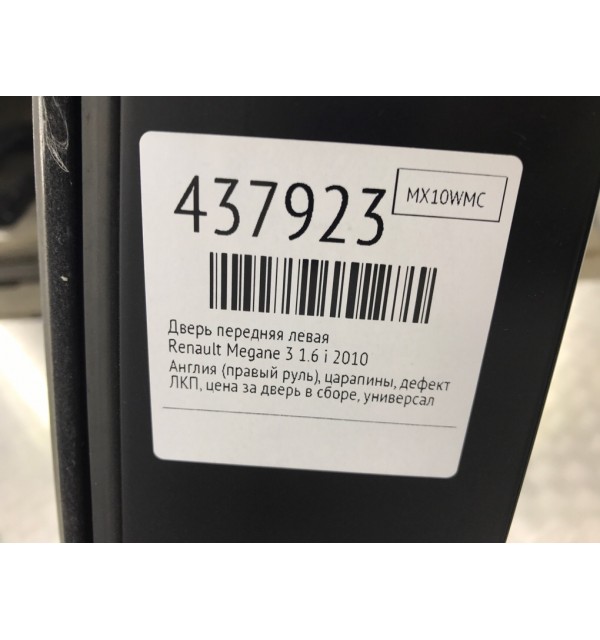 437923
MX10WMC
Дверь передняя левая
Renault Megane 3 1.6 i 2010
Англия (правый руль), царапины, дефект
ЛКП, цена за дверь в сборе, универсал